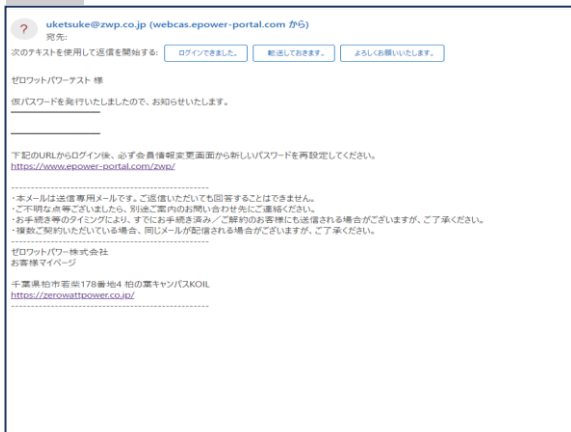 ?
uketsuke@zwp.co.jp (webcas.epower-portal.com から)
宛先:
次のテキストを使用して返信を開始する: ログインできました。 転送しておきます。 よろしくお願いいたします。
ゼロワットパワーテスト 様
仮パスワードを発行いたしましたので、お知らせいたします。
下記のURLからログイン後、必ず会員情報変更画面から新しいパスワードを再設定してください。
https://www.epower-portal.com/zwp/
--------------------------------------------------
・本メールは送信専用メールです。ご返信いただいても回答することはできません。
・ご不明な点等ございましたら、別途ご案内のお問い合わせ先にご連絡ください。
・お手続き等のタイミングにより、すでにお手続き済み／ご解約のお客様にも送信される場合がございますが、ご了承ください。
・複数ご契約いただいている場合、同じメールが配信される場合がございますが、ご了承ください。
--------------------------------------------------
ゼロワットパワー株式会社
お客様マイページ
千葉県柏市若柴178番地4 柏の葉キャンパスKOIL
https://zerowattpower.co.jp/
--------------------------------------------------